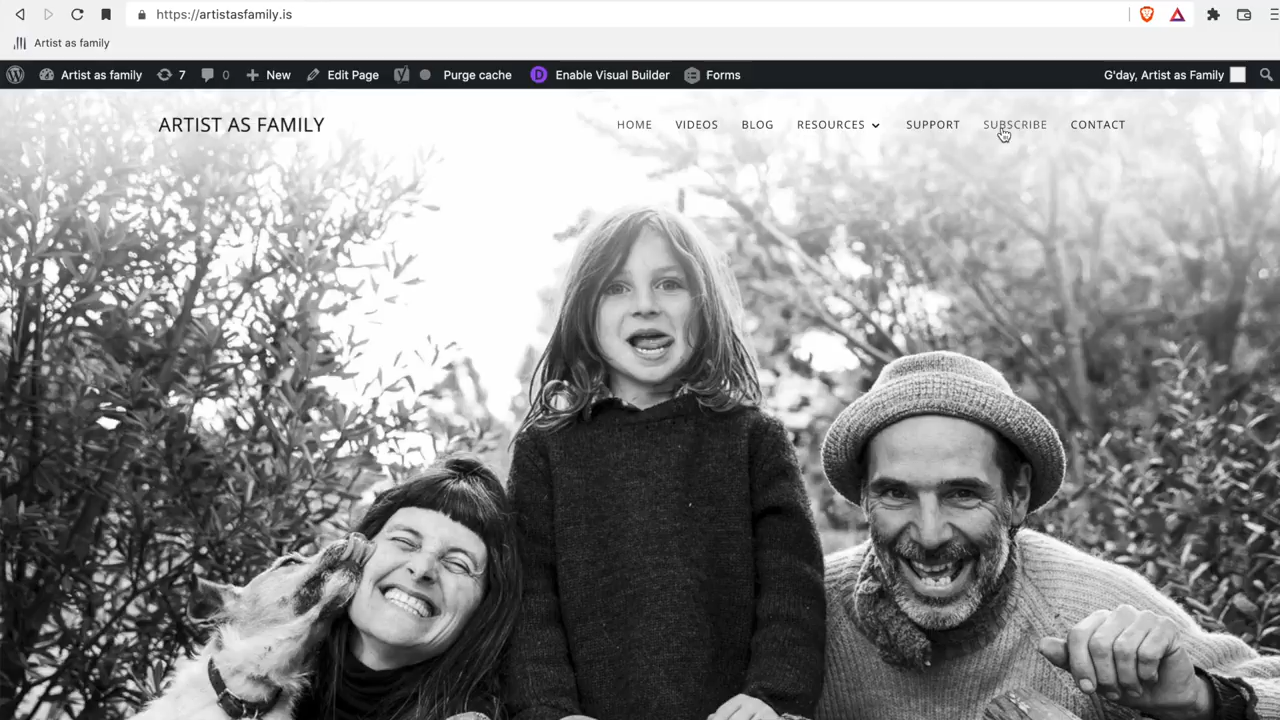 https://artistasfamily.is
Artist as family
Artist as family 7 0 New Edit Page Purge cache Enable Visual Builder Forms G'day, Artist as Family
ARTIST AS FAMILY HOME VIDEOS BLOG RESOURCES SUPPORT SUBSCRIBE CONTACT